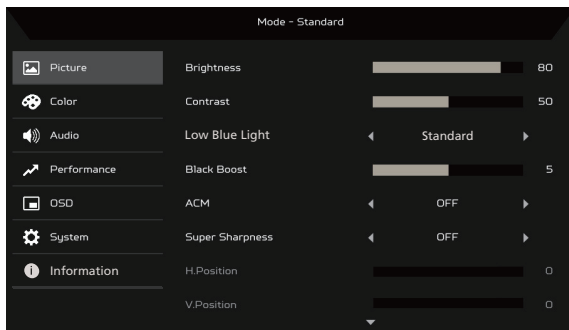 Mode - Standard
Picture
Brightness 80
Color
Contrast 50
Audio
Low Blue Light Standard
Performance
Black Boost 5
OSD
ACM OFF
System
Super Sharpness OFF
Information
H.Position 0
V.Position 0